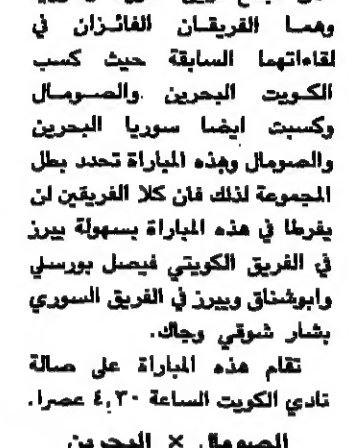 وهما الفريقان الفائزان في
لقاءاتهما السابقة حيث كسب
الكويت البحرين والصومال
وكسبت ايضا سوريا البحرين
والصومال وهذه المباراة تحدد بطل
المجموعة لذلك فان كلا الفريقين لن
يفرطا في هذه المباراة بسهولة يبرز
في الفريق الكويتي فيصل بورسلي
وابوشناق ويبرز في الفريق السوري
بشار شوقي وجاك.
تقام هذه المباراة على صالة
نادي الكويت الساعة ٤,٣٠ عصرا.
الصومال × البحرين